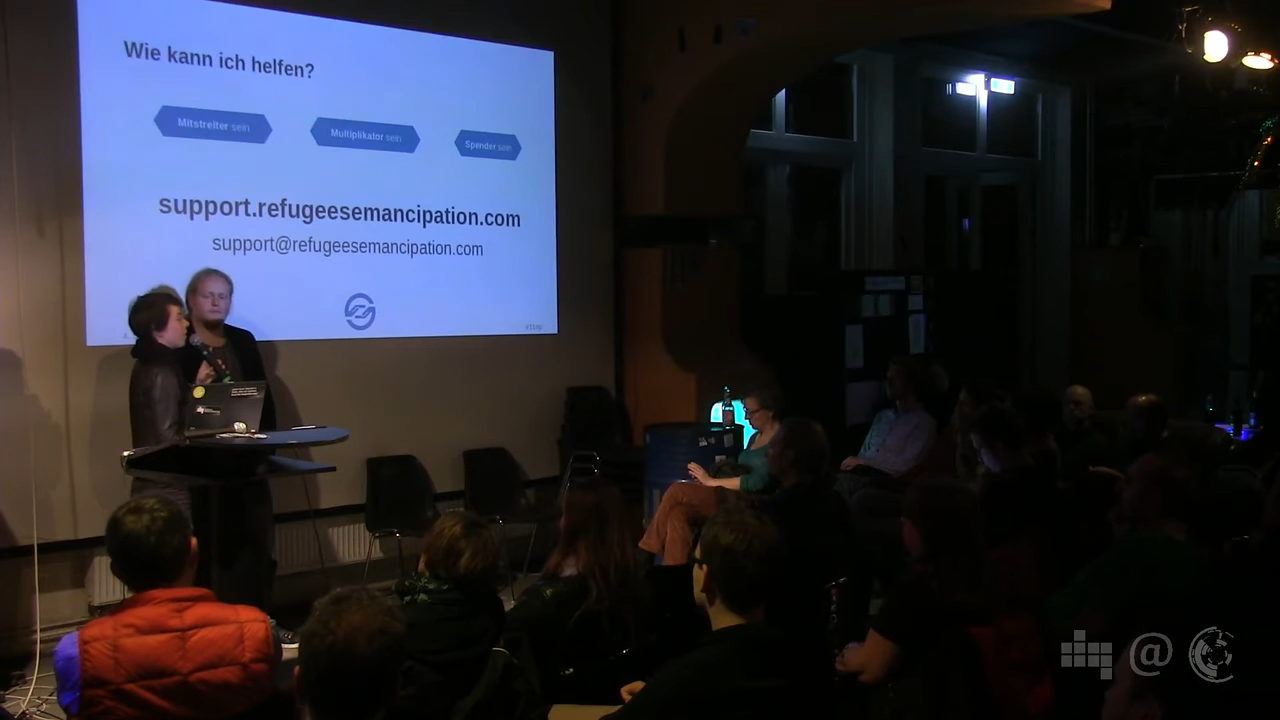 Wie kann ich helfen?
Mitstreiter sein
Multiplikator sein
Spender sein
support.refugeesemancipation.com
support@refugeesemancipation.com
@